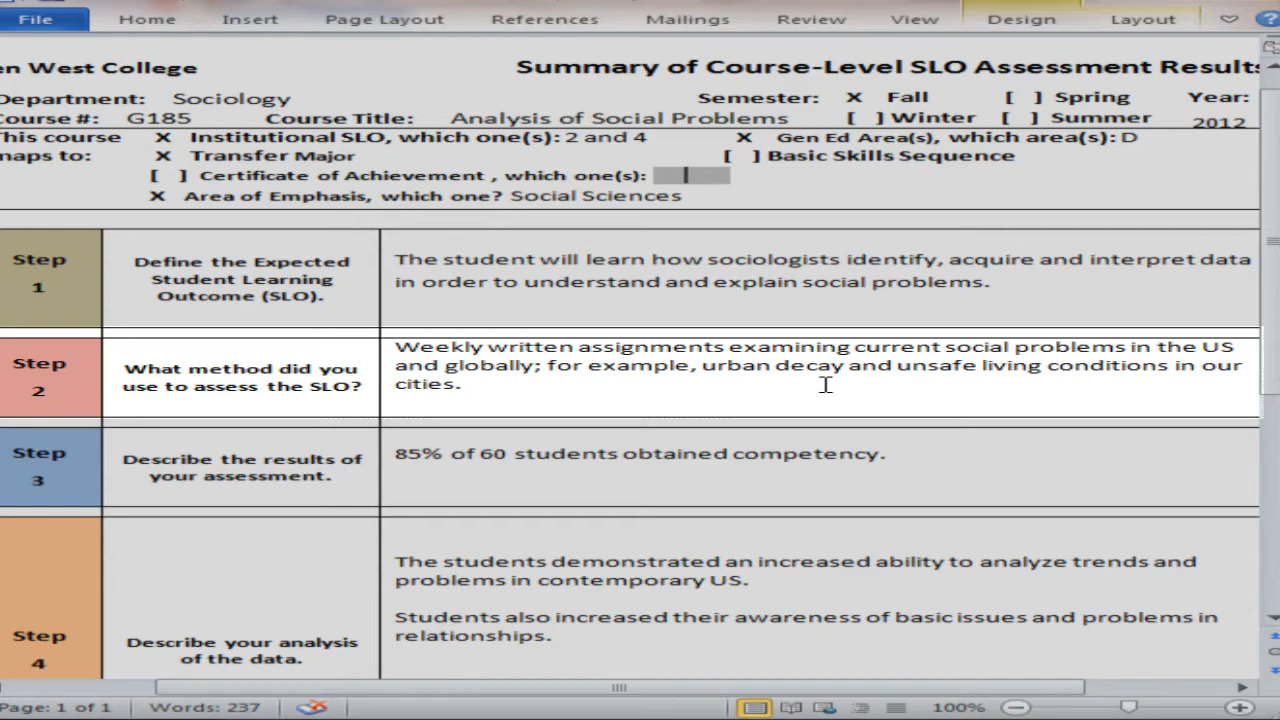 File Home Insert Page Layout References Mailings Review View Design Layout
en West College Summary of Course-Level SLO Assessment Results
Department: Sociology Semester: X Fall [ ] Spring Year:
Course #: G185 Course Title: Analysis of Social Problems [ ] Winter [ ] Summer 2012
This course X Institutional SLO, which one(s): 2 and 4 X Gen Ed Area(s), which area(s): D
maps to: X Transfer Major [ ] Basic Skills Sequence
[ ] Certificate of Achievement , which one(s):
X Area of Emphasis, which one? Social Sciences
Step
1
Define the Expected
Student Learning
Outcome (SLO).
The student will learn how sociologists identify, acquire and interpret data
in order to understand and explain social problems.
Step
2
What method did you
use to assess the SLO?
Weekly written assignments examining current social problems in the US
and globally; for example, urban decay and unsafe living conditions in our
cities.
Step
3
Describe the results of
your assessment.
85% of 60 students obtained competency.
Step
4
Describe your analysis
of the data.
The students demonstrated an increased ability to analyze trends and
problems in contemporary US.
Students also increased their awareness of basic issues and problems in
relationships.
Page: 1 of 1 Words: 237 100%